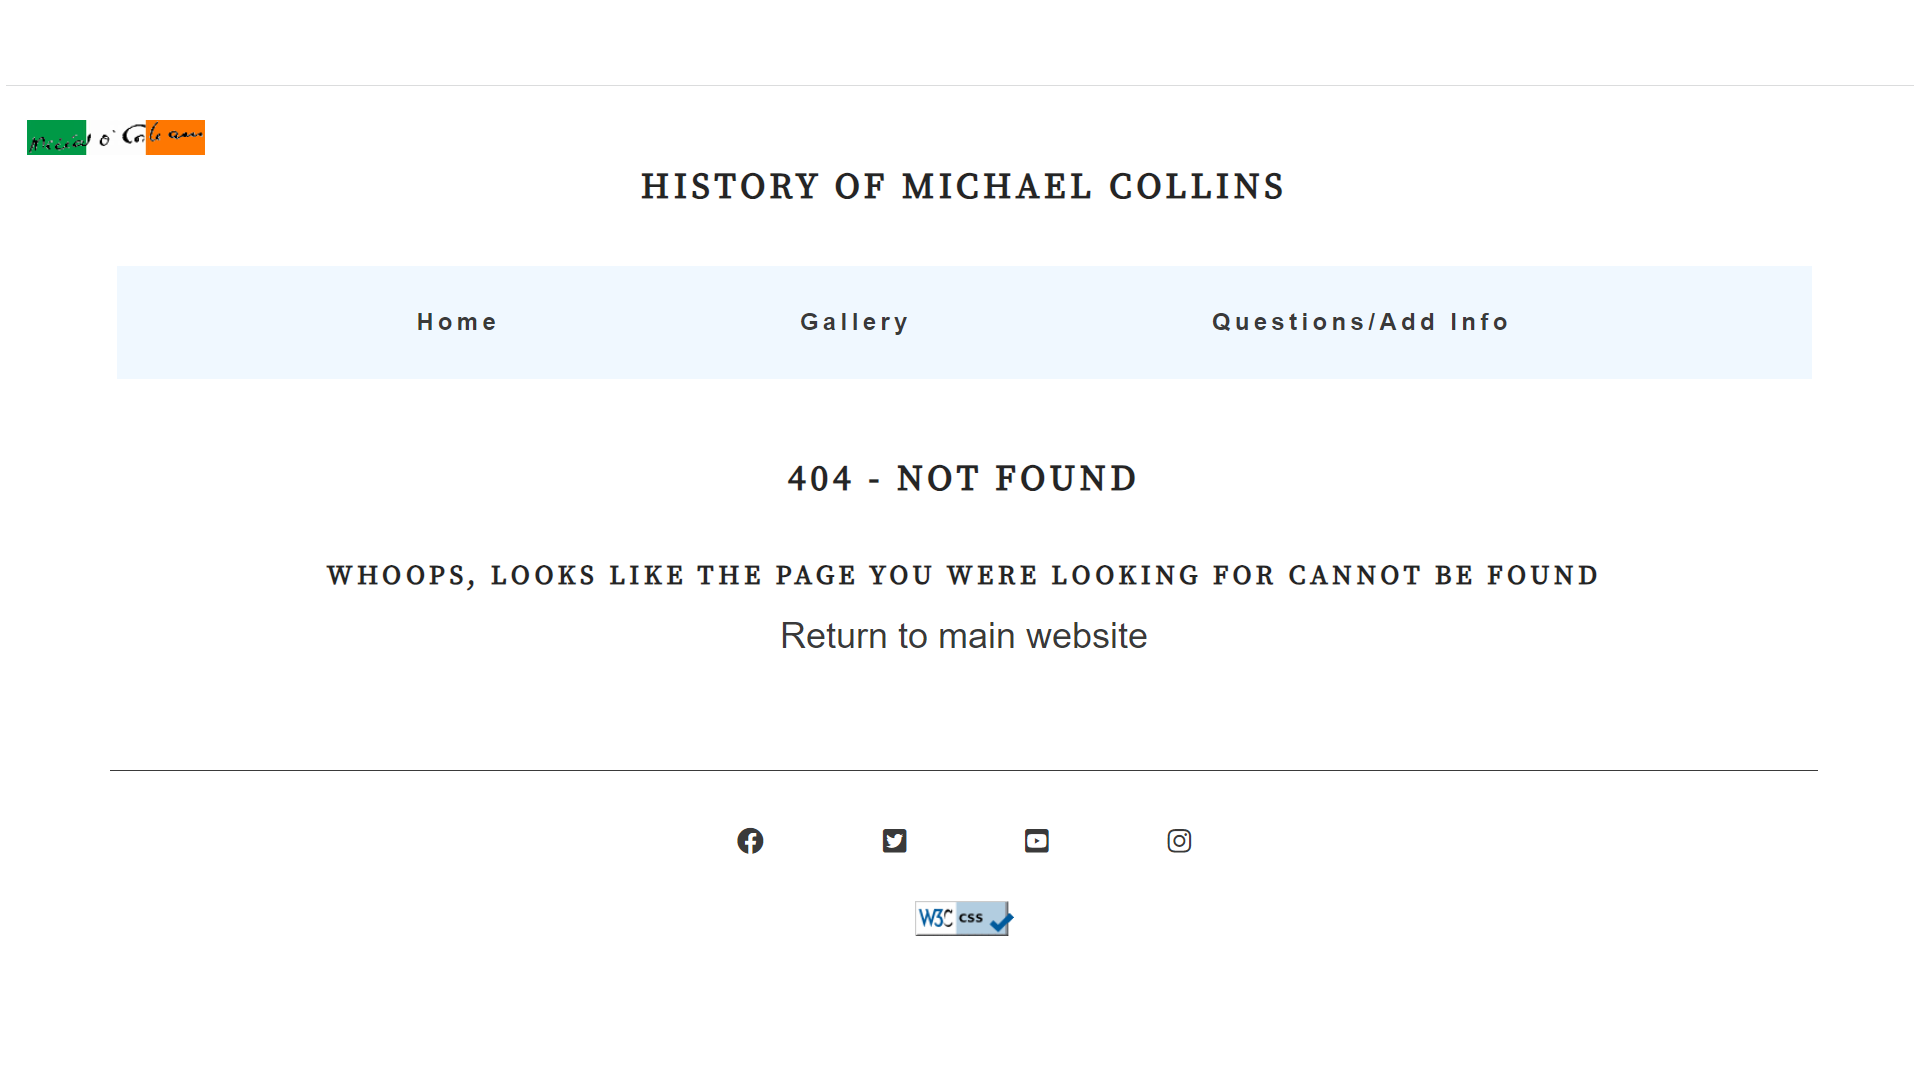 HISTORY OF MICHAEL COLLINS
Home Gallery Questions/Add Info
404 - NOT FOUND
WHOOPS, LOOKS LIKE THE PAGE YOU WERE LOOKING FOR CANNOT BE FOUND
Return to main website
W3C css